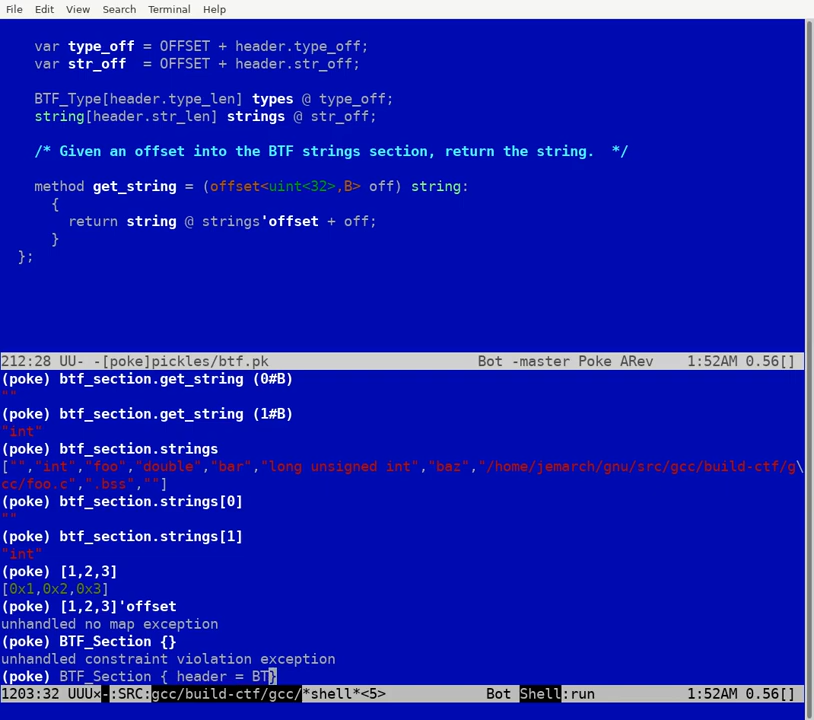 File Edit View Search Terminal Help
var type_off = OFFSET + header.type_off;
var str_off  = OFFSET + header.str_off;
BTF_Type[header.type_len] types @ type_off;
string[header.str_len] strings @ str_off;
/* Given an offset into the BTF strings section, return the string.  */
method get_string = (offset<uint<32>,B> off) string:
{
return string @ strings'offset + off;
}
};
212:28 UU- -[poke]pickles/btf.pk Bot -master Poke ARev 1:52AM 0.56[]
(poke) btf_section.get_string (0#B)
""
(poke) btf_section.get_string (1#B)
"int"
(poke) btf_section.strings
["","int","foo","double","bar","long unsigned int","baz","/home/jemarch/gnu/src/gcc/build-ctf/g\
cc/foo.c",".bss",""]
(poke) btf_section.strings[0]
""
(poke) btf_section.strings[1]
"int"
(poke) [1,2,3]
[0x1,0x2,0x3]
(poke) [1,2,3]'offset
unhandled no map exception
(poke) BTF_Section {}
unhandled constraint violation exception
(poke) BTF_Section { header = BT}
1203:32 UUU×-:SRC:gcc/build-ctf/gcc/*shell*<5> Bot Shell:run 1:52AM 0.56[]